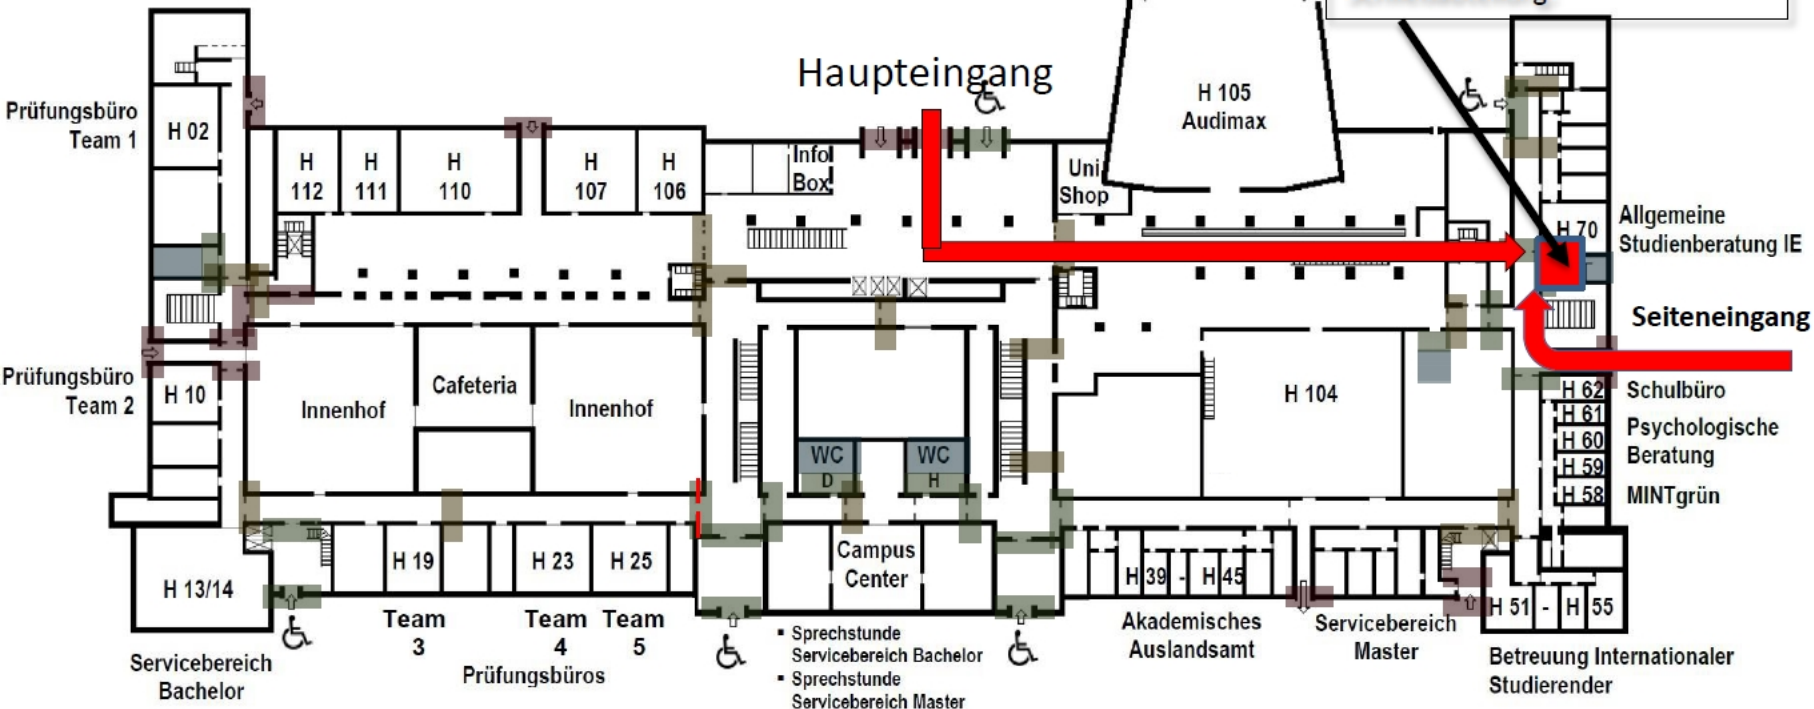 Haupteingang
H 105
Audimax
Prüfungsbüro
Team 1
H 02
H
112
H
111
H
110
H
107
H
106
Info
Box
Uni
Shop
H 70
Allgemeine
Studienberatung IE
Seiteneingang
Prüfungsbüro
Team 2
H 10
Innenhof
Cafeteria
Innenhof
H 104
H 62
Schulbüro
H 61
H 60
H 59
Psychologische
Beratung
H 58
MINTgrün
WC
D
WC
H
H 13/14
H 19
H 23
H 25
Campus
Center
H 39 - H 45
H 51 - H 55
Servicebereich
Bachelor
Team
3
Team
4
Team
5
Prüfungsbüros
▪ Sprechstunde
Servicebereich Bachelor
▪ Sprechstunde
Servicebereich Master
Akademisches
Auslandsamt
Servicebereich
Master
Betreuung Internationaler
Studierender